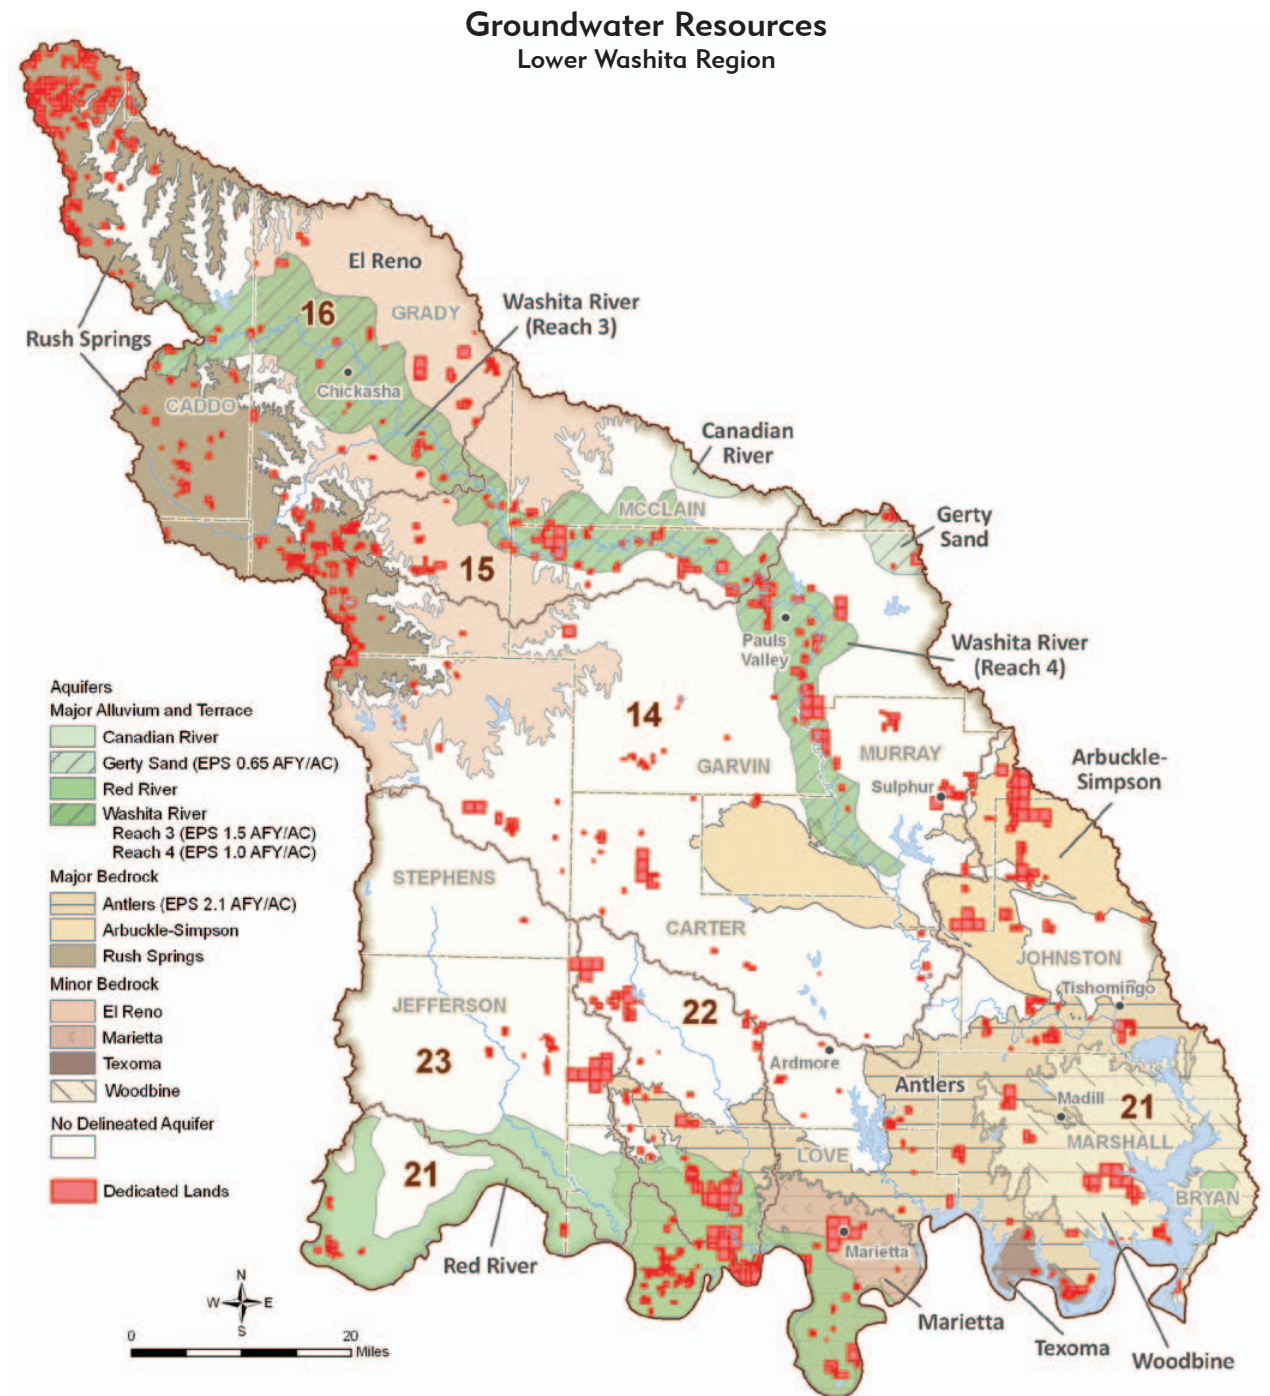 Groundwater Resources
Lower Washita Region
El Reno
16
GRADY
Washita River
(Reach 3)
Rush Springs
Chickasha
CADDO
Canadian
River
MCCLAIN
Gerty
Sand
15
Pauls
Valley
Washita River
(Reach 4)
14
GARVIN
MURRAY
Sulphur
Arbuckle-
Simpson
STEPHENS
CARTER
JOHNSTON
Tishomingo
JEFFERSON
22
23
Ardmore
Antlers
Madill
21
MARSHALL
LOVE
21
BRYAN
Marietta
Red River
Marietta
Texoma
Woodbine
Aquifers
Major Alluvium and Terrace
Canadian River
Gerty Sand (EPS 0.65 AFY/AC)
Red River
Washita River
Reach 3 (EPS 1.5 AFY/AC)
Reach 4 (EPS 1.0 AFY/AC)
Major Bedrock
Antlers (EPS 2.1 AFY/AC)
Arbuckle-Simpson
Rush Springs
Minor Bedrock
El Reno
Marietta
Texoma
Woodbine
No Delineated Aquifer
Dedicated Lands
N
W E
S
0 20
Miles